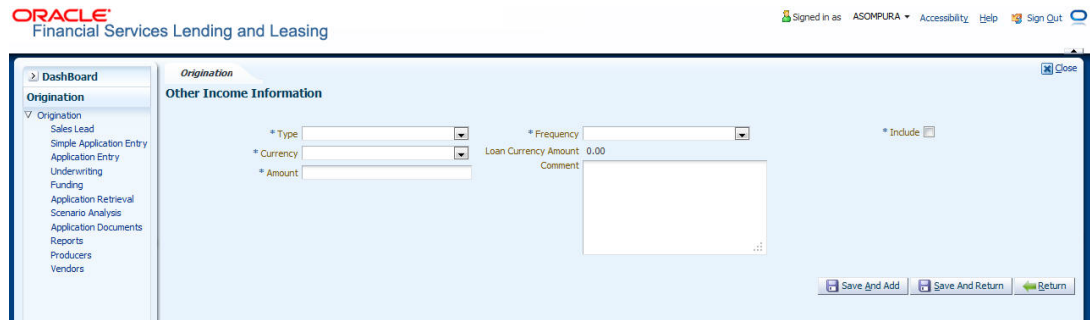 ORACLE®
Financial Services Lending and Leasing
Signed in as ASOMPURA Accessibility Help Sign Out
DashBoard
Origination
Origination
Sales Lead
Simple Application Entry
Application Entry
Underwriting
Funding
Application Retrieval
Scenario Analysis
Application Documents
Reports
Producers
Vendors
Origination
Close
Other Income Information
* Type
* Frequency
* Include
* Currency
Loan Currency Amount 0.00
* Amount
Comment
Save And Add
Save And Return
Return